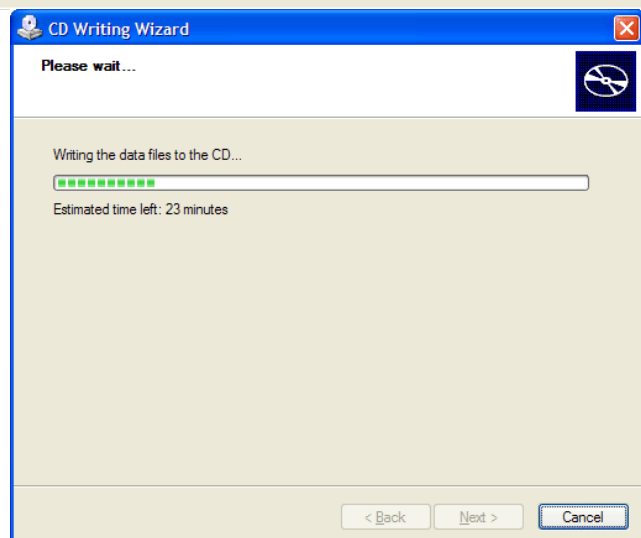 CD Writing Wizard
Please wait...
Writing the data files to the CD...
Estimated time left: 23 minutes
< Back Next > Cancel